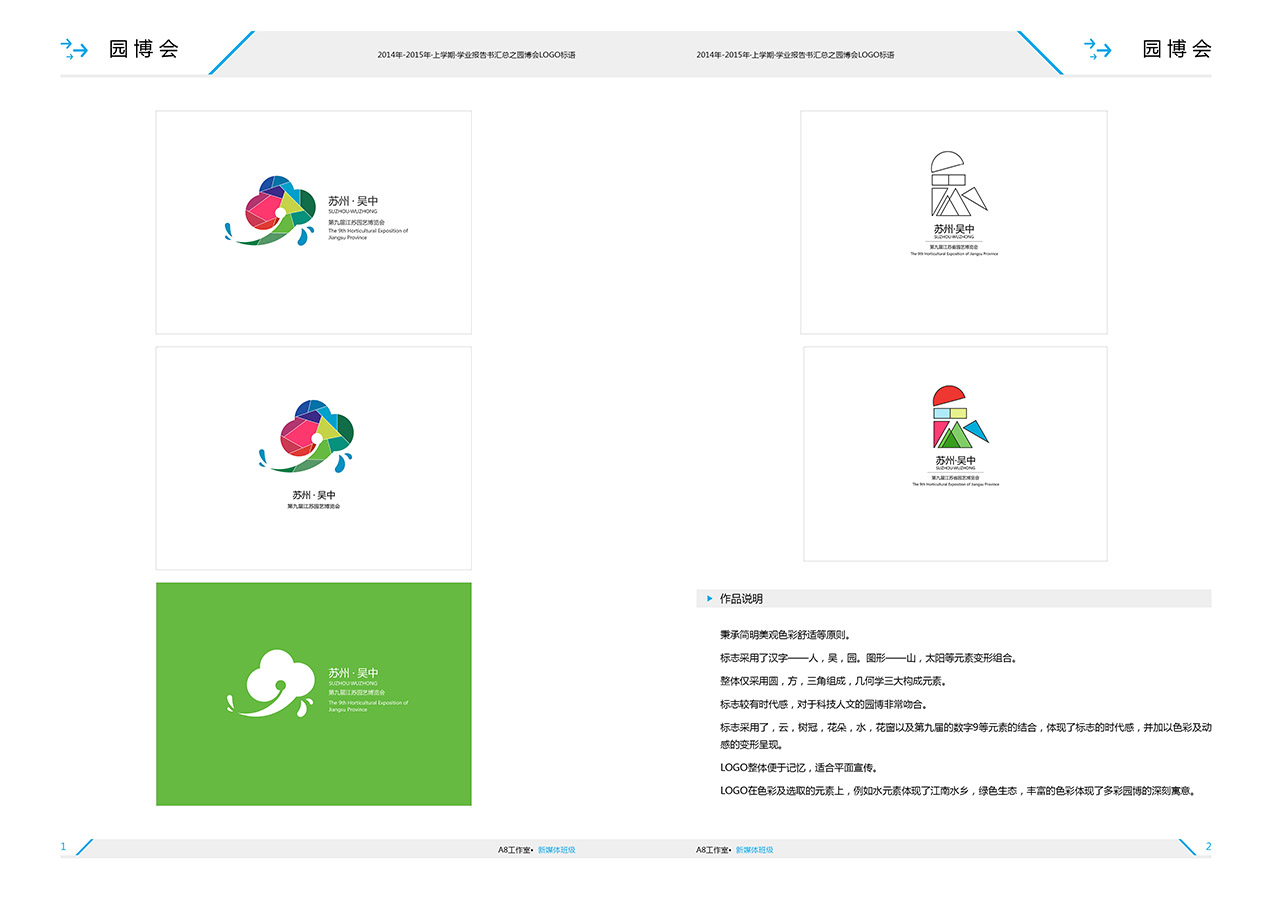 园博会
2014年-2015年-上学期-学业报告书汇总之园博会LOGO标语
苏州·吴中
SUZHOU·WUZHONG
第九届江苏园艺博览会
The 9th Horticultural Exposition of
Jiangsu Province
苏州·吴中
第九届江苏园艺博览会
苏州·吴中
SUZHOU·WUZHONG
第九届江苏园艺博览会
The 9th Horticultural Exposition of
Jiangsu Province
1
A8工作室• 新媒体班级
2014年-2015年-上学期-学业报告书汇总之园博会LOGO标语
园博会
苏州·吴中
SUZHOU·WUZHONG
第九届江苏省园艺博览会
The 9th Horticultural Exposition of Jiangsu Province
苏州·吴中
SUZHOU·WUZHONG
第九届江苏省园艺博览会
The 9th Horticultural Exposition of Jiangsu Province
作品说明
秉承简明美观色彩舒适等原则。
标志采用了汉字——人，吴，园。图形——山，太阳等元素变形组合。
整体仅采用圆，方，三角组成，几何学三大构成元素。
标志较有时代感，对于科技人文的园博非常吻合。
标志采用了，云，树冠，花朵，水，花窗以及第九届的数字9等元素的结合，体现了标志的时代感，并加以色彩及动
感的变形呈现。
LOGO整体便于记忆，适合平面宣传。
LOGO在色彩及选取的元素上，例如水元素体现了江南水乡，绿色生态，丰富的色彩体现了多彩园博的深刻寓意。
A8工作室• 新媒体班级
2